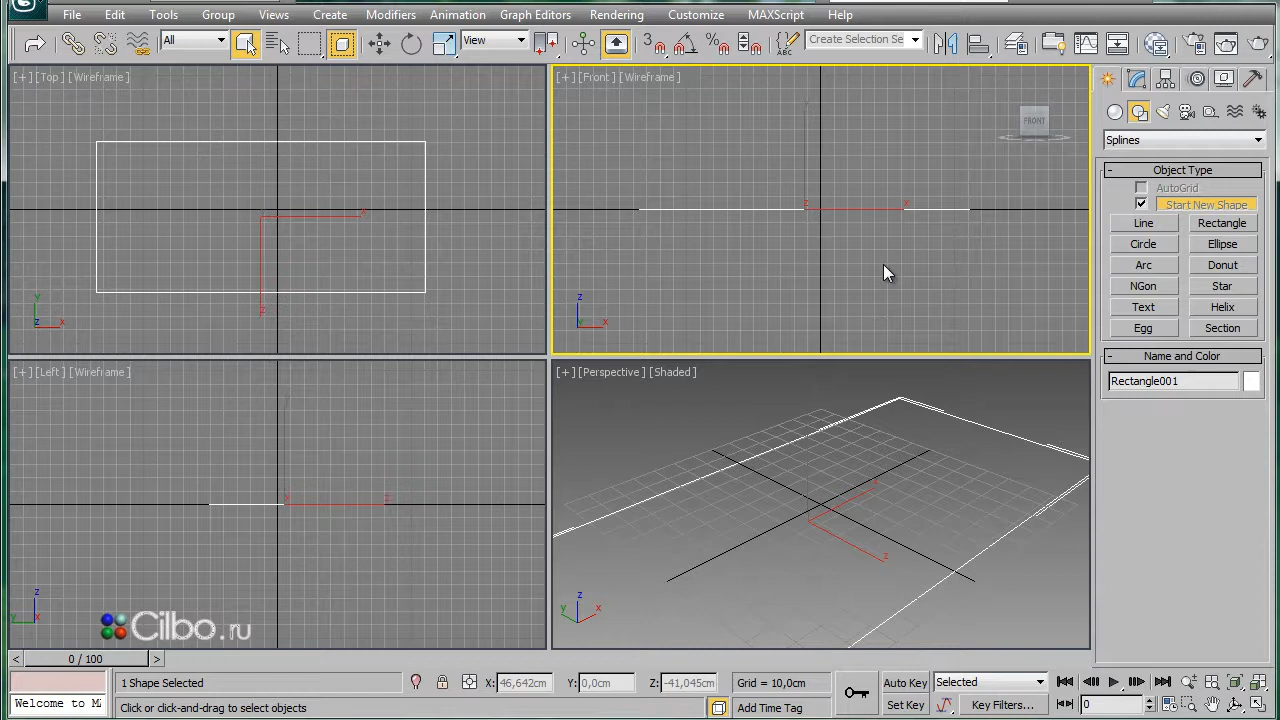 File Edit Tools Group Views Create Modifiers Animation Graph Editors Rendering Customize MAXScript Help
All View 3 Create Selection Se
[+] [Top] [Wireframe]
[+] [Front] [Wireframe]
FRONT
Splines
- Object Type
AutoGrid
Start New Shape
Line Rectangle
Circle Ellipse
Arc Donut
NGon Star
Text Helix
Egg Section
- Name and Color
Rectangle001
x
z
y
z x
z x
z
y x
[+] [Left] [Wireframe]
[+] [Perspective] [Shaded]
z
z
y x
z
z
y x
Cilbo.ru
< 0 / 100 >
1 Shape Selected X: 46,642cm Y: 0,0cm Z: -41,045cm Grid = 10,0cm Auto Key Selected
Welcome to M Click or click-and-drag to select objects Add Time Tag Set Key Key Filters... 0